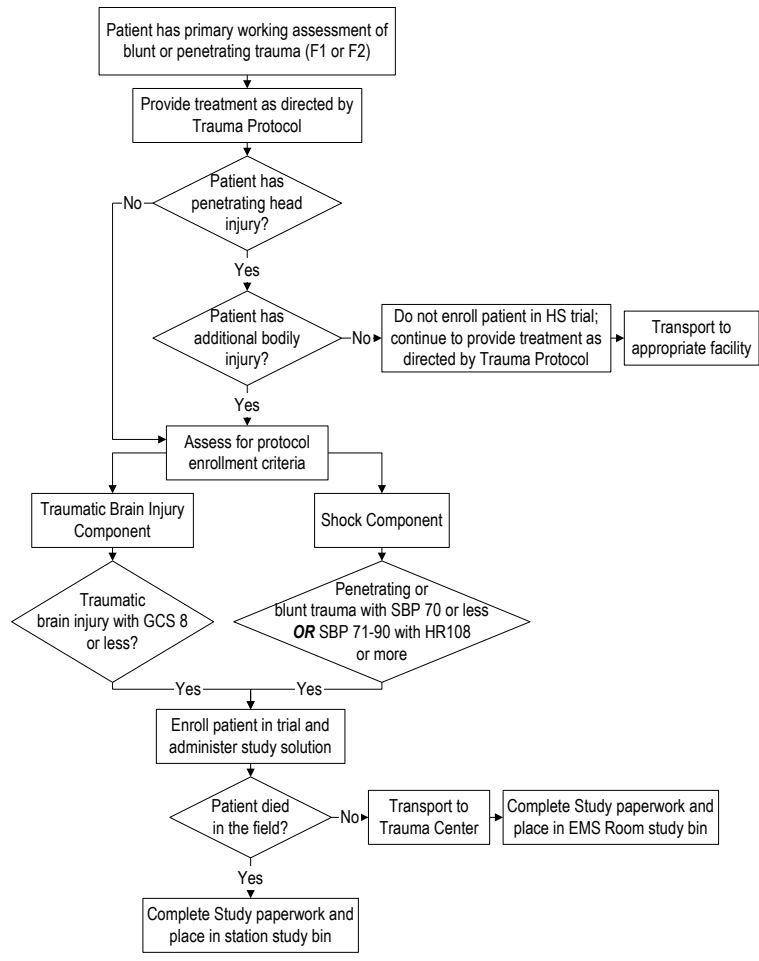 Patient has primary working assessment of
blunt or penetrating trauma (F1 or F2)
Provide treatment as directed by
Trauma Protocol
Patient has
penetrating head
injury?
No
Yes
Patient has
additional bodily
injury?
No
Do not enroll patient in HS trial;
continue to provide treatment as
directed by Trauma Protocol
Transport to
appropriate facility
Yes
Assess for protocol
enrollment criteria
Traumatic Brain Injury
Component
Shock Component
Traumatic
brain injury with GCS 8
or less?
Penetrating or
blunt trauma with SBP 70 or less
OR SBP 71-90 with HR108
or more
Yes
Yes
Enroll patient in trial and
administer study solution
Patient died
in the field?
No
Transport to
Trauma Center
Complete Study paperwork and
place in EMS Room study bin
Yes
Complete Study paperwork and
place in station study bin